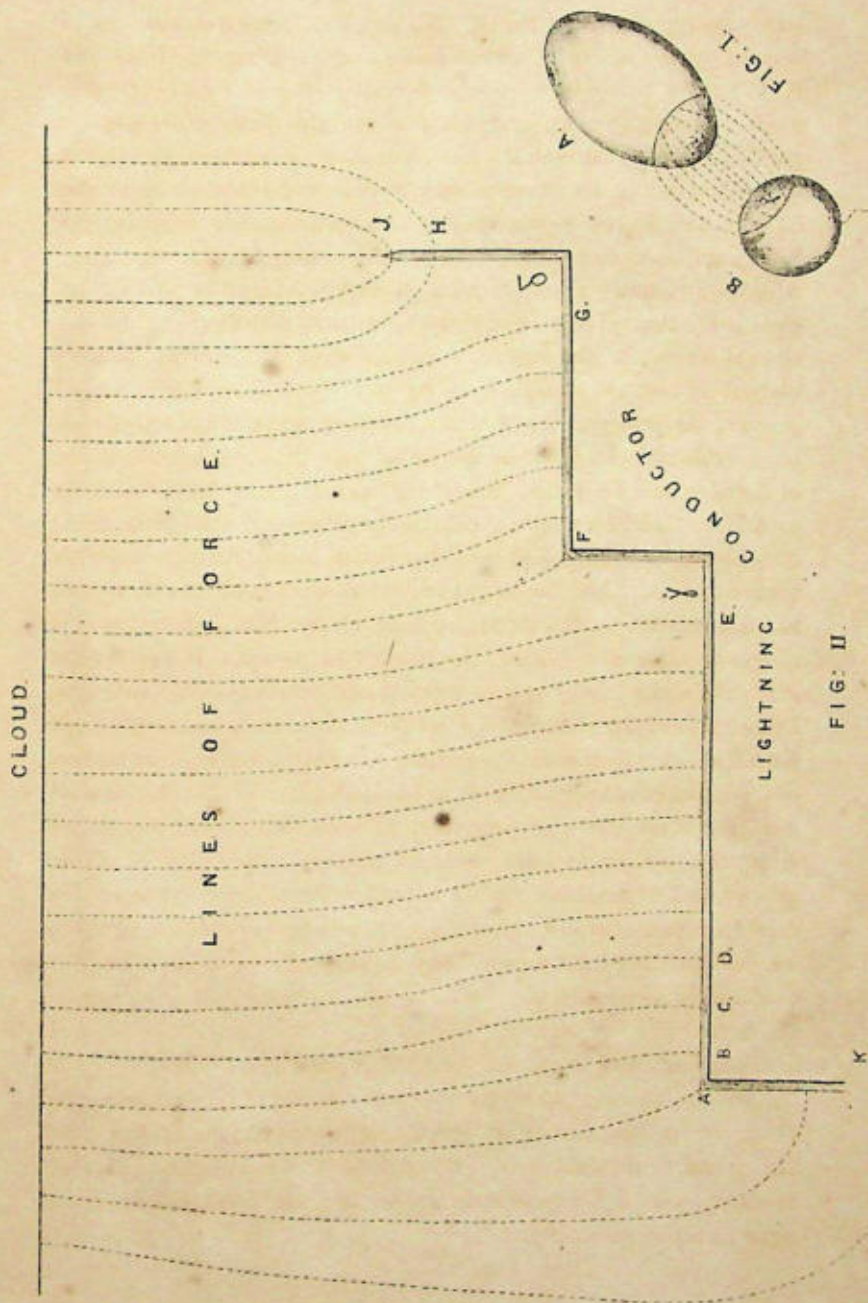 CLOUD.
LINES OF FORCE.
J.
H
δ
G.
F
γ
E.
D.
C.
B
A
K
LIGHTNING CONDUCTOR
FIG: II.
A.
B
FIG: I.